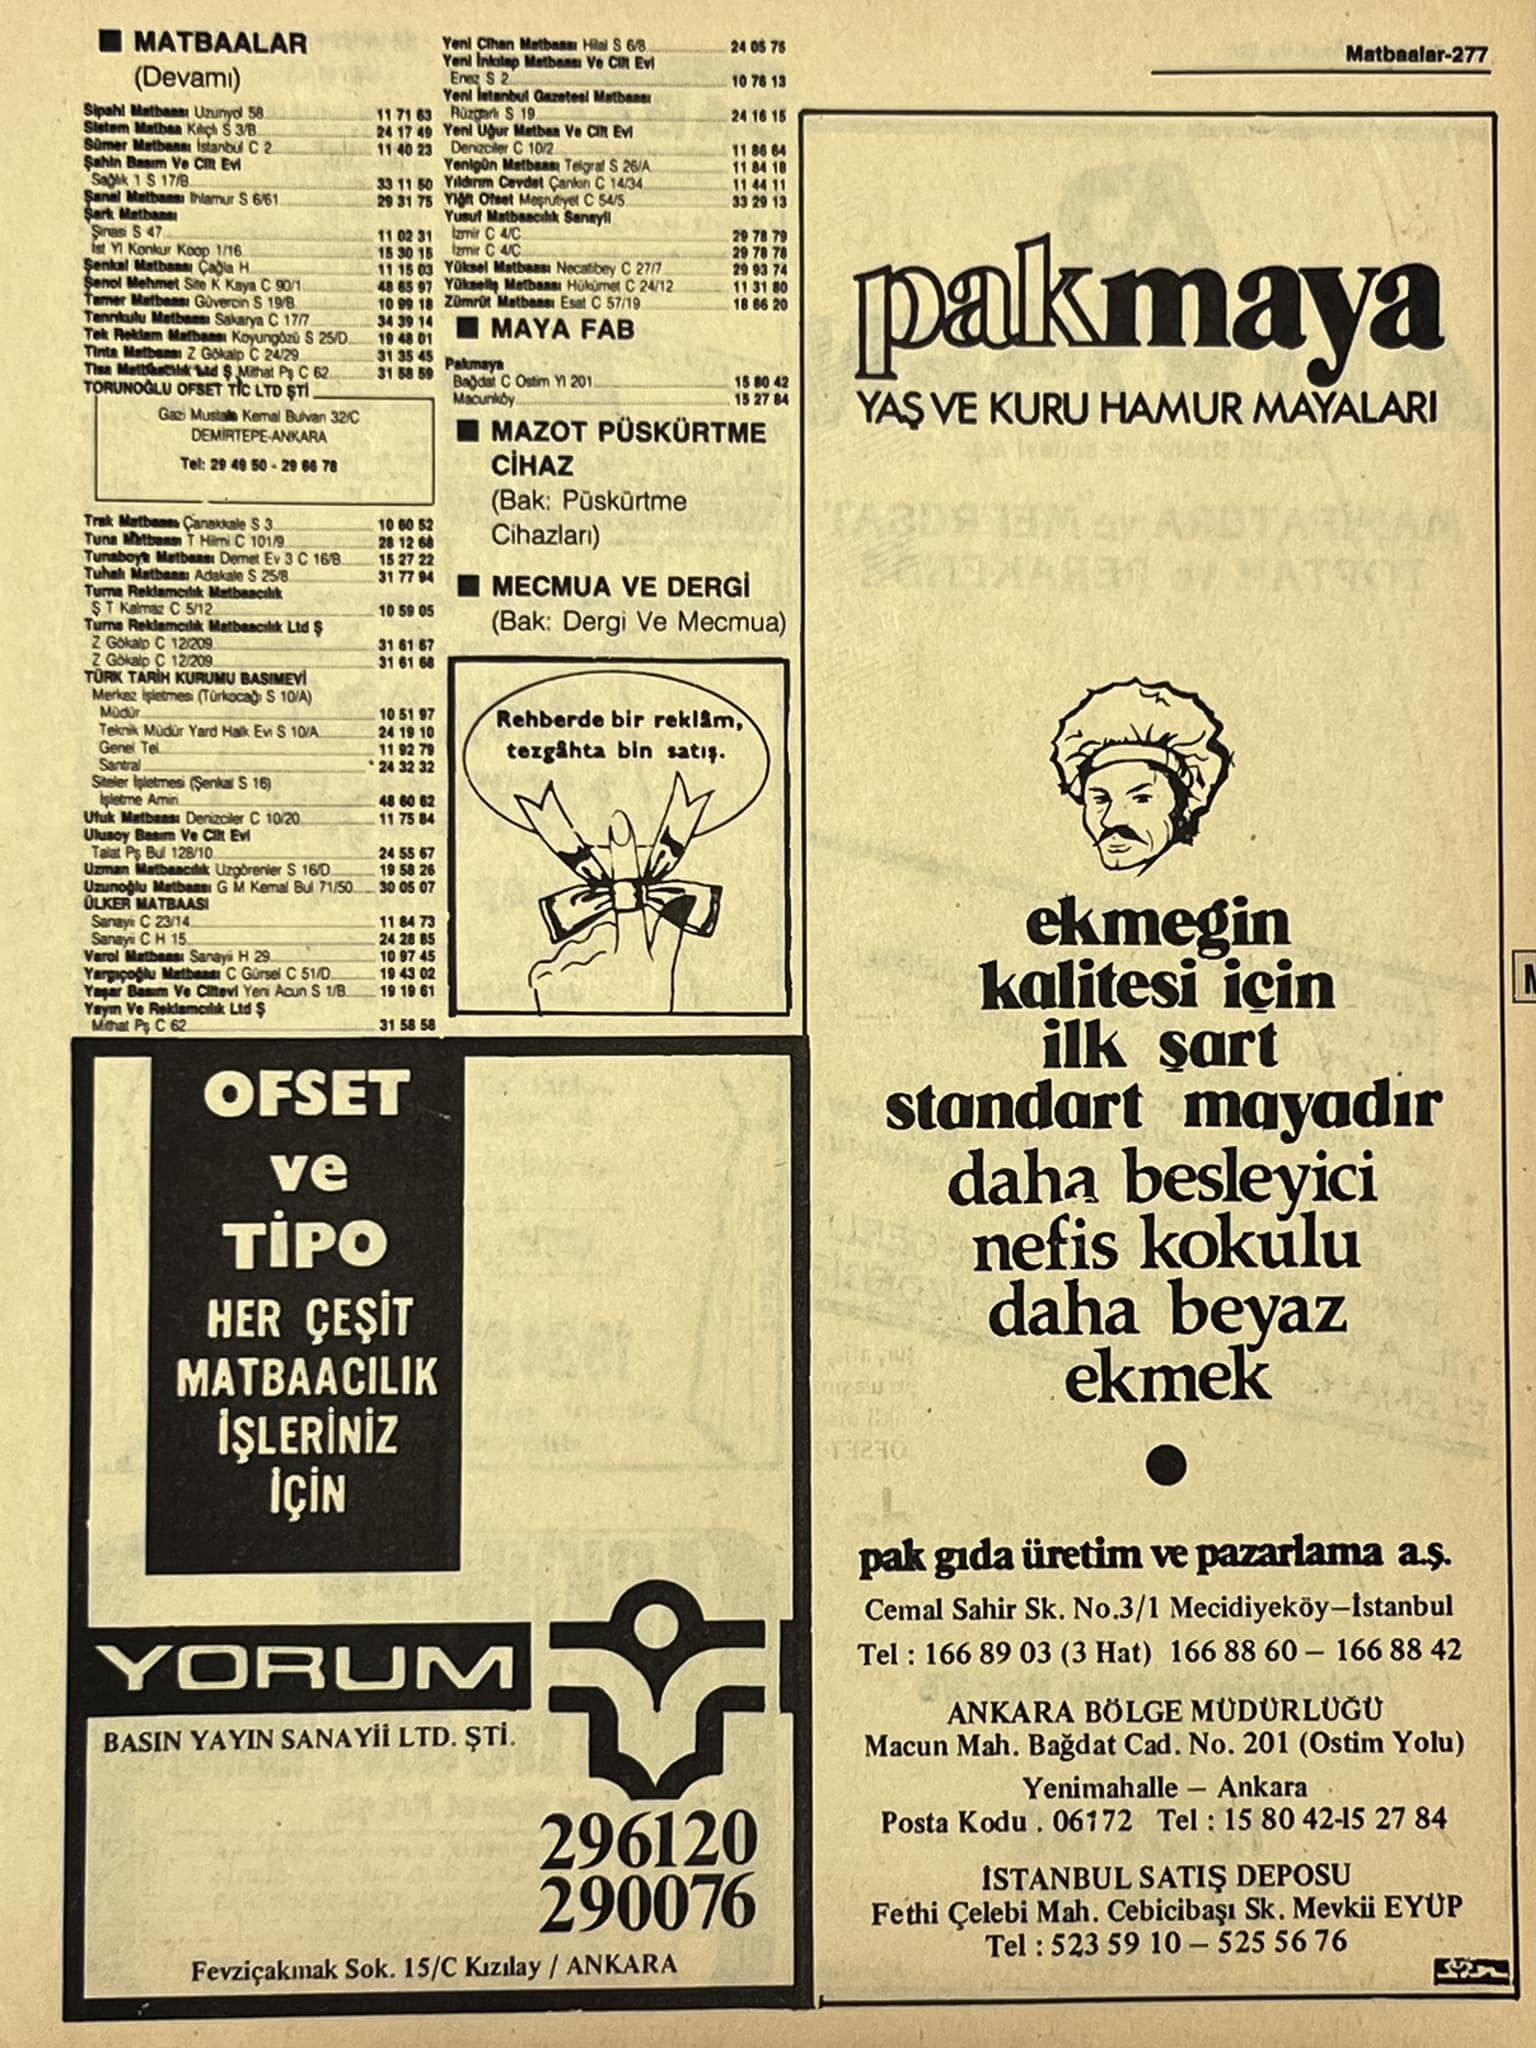 ■ MATBAALAR
(Devamı)
Sipahi Matbaası Uzunyol 58 11 71 63
Sistem Matbaa Kılıçlı S 3/B 24 17 49
Sümer Matbaası İstanbul C 2 11 40 23
Şahin Basım Ve Cilt Evi
Sağlık 1 S 17/B 33 11 50
Şanal Matbaası Ihlamur S 6/61 29 31 75
Şark Matbaası
Şinasi S 47 11 02 31
İst Yl Konkur Koop 1/16 15 30 15
Şenkal Matbaası Çağla H 11 15 03
Şenol Mehmet Site K Kaya C 90/1 48 65 97
Tamer Matbaası Güvercin S 19/B 10 99 18
Tanrıkulu Matbaası Sakarya C 17/7 34 39 14
Tek Reklam Matbaası Koyungözü S 25/D 19 48 01
Tinta Matbaası Z Gökalp C 24/29 31 35 45
Tisa Matbaacılık Ltd Ş Mithat Pş C 62 31 58 59
TORUNOĞLU OFSET TİC LTD ŞTİ
Gazi Mustafa Kemal Bulvarı 32/C
DEMİRTEPE-ANKARA
Tel: 29 49 50 - 29 66 78
Trak Matbaası Çanakkale S 3 10 60 52
Tuna Matbaası T Hilmi C 101/9 28 12 68
Tunaboylu Matbaası Demet Ev 3 C 16/B 15 27 22
Tuhalı Matbaası Adakale S 25/8 31 77 94
Turna Reklamcılık Matbaacılık
Ş T Kalmaz C 5/12 10 59 05
Turna Reklamcılık Matbaacılık Ltd Ş
Z Gökalp C 12/209 31 61 67
Z Gökalp C 12/209 31 61 68
TÜRK TARİH KURUMU BASIMEVİ
Merkez İşletmesi (Türkocağı S 10/A)
Müdür 10 51 97
Teknik Müdür Yard Halk Evi S 10/A 24 19 10
Genel Tel 11 92 79
Santral 24 32 32
Siteler İşletmesi (Şenkal S 16)
İşletme Amiri 48 60 62
Ufuk Matbaası Denizciler C 10/20 11 75 84
Ulusoy Basım Ve Cilt Evi
Talat Pş Bul 128/10 24 55 67
Uzman Matbaacılık Uzgörenler S 16/D 19 58 26
Uzunoğlu Matbaası G M Kemal Bul 71/50 30 05 07
ÜLKER MATBAASI
Sanayii C 23/14 11 84 73
Sanayii C H 15 24 28 85
Varol Matbaası Sanayii H 29 10 97 45
Yargıçoğlu Matbaası C Gürsel C 51/D 19 43 02
Yaşar Basım Ve Ciltevi Yeni Acun S 1/B 19 19 61
Yayın Ve Reklamcılık Ltd Ş
Mithat Pş C 62 31 58 58
Yeni Cihan Matbaası Hilal S 6/8 24 05 75
Yeni İnkılap Matbaası Ve Cilt Evi
Enez S 2 10 76 13
Yeni İstanbul Gazetesi Matbaası
Rüzgarlı S 19 24 16 15
Yeni Uğur Matbaa Ve Cilt Evi
Denizciler C 10/2 11 86 64
Yenigün Matbaası Telgraf S 26/A 11 84 18
Yıldırım Cevdet Çankırı C 14/34 11 44 11
Yiğit Ofset Meşrutiyet C 54/5 33 29 13
Yusuf Matbaacılık Sanayii
İzmir C 4/C 29 78 79
İzmir C 4/C 29 78 78
Yüksel Matbaası Necatibey C 27/7 29 93 74
Yükseliş Matbaası Hükümet C 24/12 11 31 80
Zümrüt Matbaası Esat C 57/19 18 66 20
■ MAYA FAB
Pakmaya
Bağdat C Ostim Yl 201 15 80 42
Macunköy 15 27 84
■ MAZOT PÜSKÜRTME
CİHAZ
(Bak: Püskürtme
Cihazları)
■ MECMUA VE DERGİ
(Bak: Dergi Ve Mecmua)
Rehberde bir reklâm,
tezgâhta bin satış.
OFSET
ve
TİPO
HER ÇEŞİT
MATBAACILIK
İŞLERİNİZ
İÇİN
YORUM
BASIN YAYIN SANAYİİ LTD. ŞTİ.
296120
290076
Fevziçakmak Sok. 15/C Kızılay / ANKARA
Matbaalar-277
pakmaya
YAŞ VE KURU HAMUR MAYALARI
ekmeğin
kalitesi için
ilk şart
standart mayadır
daha besleyici
nefis kokulu
daha beyaz
ekmek
pak gıda üretim ve pazarlama a.ş.
Cemal Sahir Sk. No.3/1 Mecidiyeköy–İstanbul
Tel : 166 89 03 (3 Hat) 166 88 60 – 166 88 42
ANKARA BÖLGE MÜDÜRLÜĞÜ
Macun Mah. Bağdat Cad. No. 201 (Ostim Yolu)
Yenimahalle – Ankara
Posta Kodu . 06172 Tel : 15 80 42-15 27 84
İSTANBUL SATIŞ DEPOSU
Fethi Çelebi Mah. Cebicibaşı Sk. Mevkii EYÜP
Tel : 523 59 10 – 525 56 76